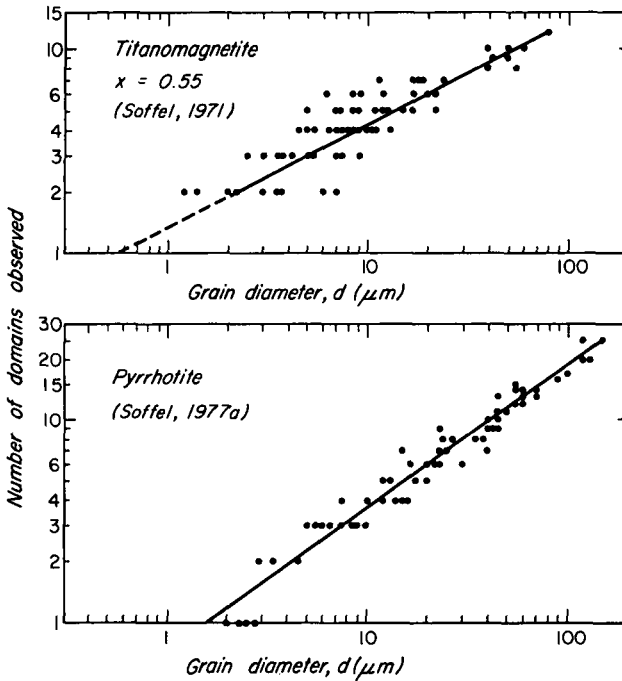 Number of domains observed
15
10
6
4
3
2
1
Titanomagnetite
x = 0.55
(Soffel, 1971)
1
10
100
Grain diameter, d (μm)
30
20
15
10
6
4
3
2
1
Pyrrhotite
(Soffel, 1977a)
1
10
100
Grain diameter, d (μm)